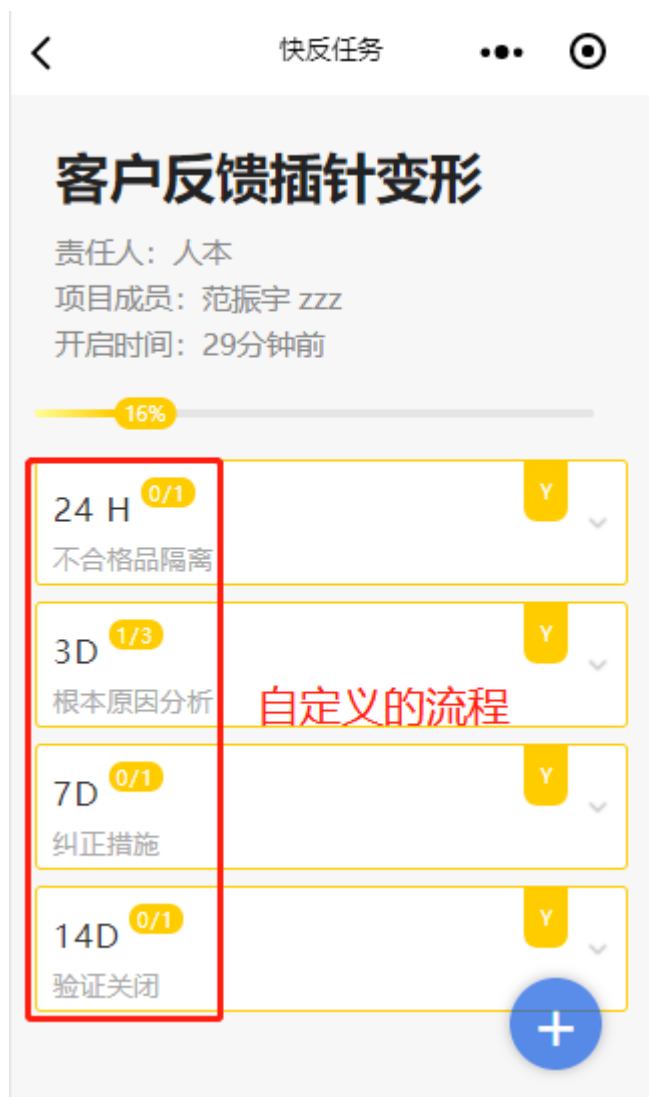 快反任务
客户反馈插针变形
责任人：人本
项目成员：范振宇 zzz
开启时间：29分钟前
16%
24 H 0/1 Y
不合格品隔离
3D 1/3 Y
根本原因分析
自定义的流程
7D 0/1 Y
纠正措施
14D 0/1 Y
验证关闭